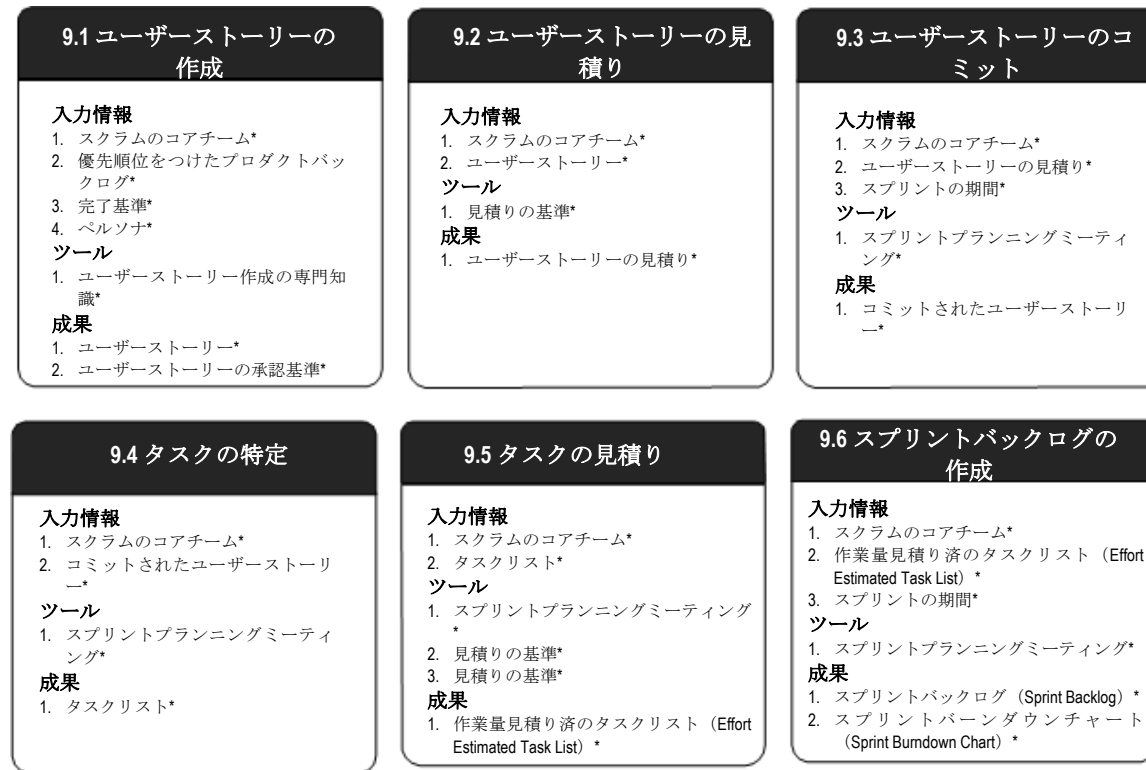 9.1 ユーザーストーリーの
作成
入力情報
1. スクラムのコアチーム*
2. 優先順位をつけたプロダクトバッ
クログ*
3. 完了基準*
4. ペルソナ*
ツール
1. ユーザーストーリー作成の専門知
識*
成果
1. ユーザーストーリー*
2. ユーザーストーリーの承認基準*
9.2 ユーザーストーリーの見
積り
入力情報
1. スクラムのコアチーム*
2. ユーザーストーリー*
ツール
1. 見積りの基準*
成果
1. ユーザーストーリーの見積り*
9.3 ユーザーストーリーのコ
ミット
入力情報
1. スクラムのコアチーム*
2. ユーザーストーリーの見積り*
3. スプリントの期間*
ツール
1. スプリントプランニングミーティ
ング*
成果
1. コミットされたユーザーストーリ
ー*
9.4 タスクの特定
入力情報
1. スクラムのコアチーム*
2. コミットされたユーザーストーリ
ー*
ツール
1. スプリントプランニングミーティ
ング*
成果
1. タスクリスト*
9.5 タスクの見積り
入力情報
1. スクラムのコアチーム*
2. タスクリスト*
ツール
1. スプリントプランニングミーティング
*
2. 見積りの基準*
3. 見積りの基準*
成果
1. 作業量見積り済のタスクリスト（Effort
Estimated Task List）*
9.6 スプリントバックログの
作成
入力情報
1. スクラムのコアチーム*
2. 作業量見積り済のタスクリスト（Effort
Estimated Task List）*
3. スプリントの期間*
ツール
1. スプリントプランニングミーティング*
成果
1. スプリントバックログ（Sprint Backlog）*
2. スプリントバーンダウンチャート
（Sprint Burndown Chart）*